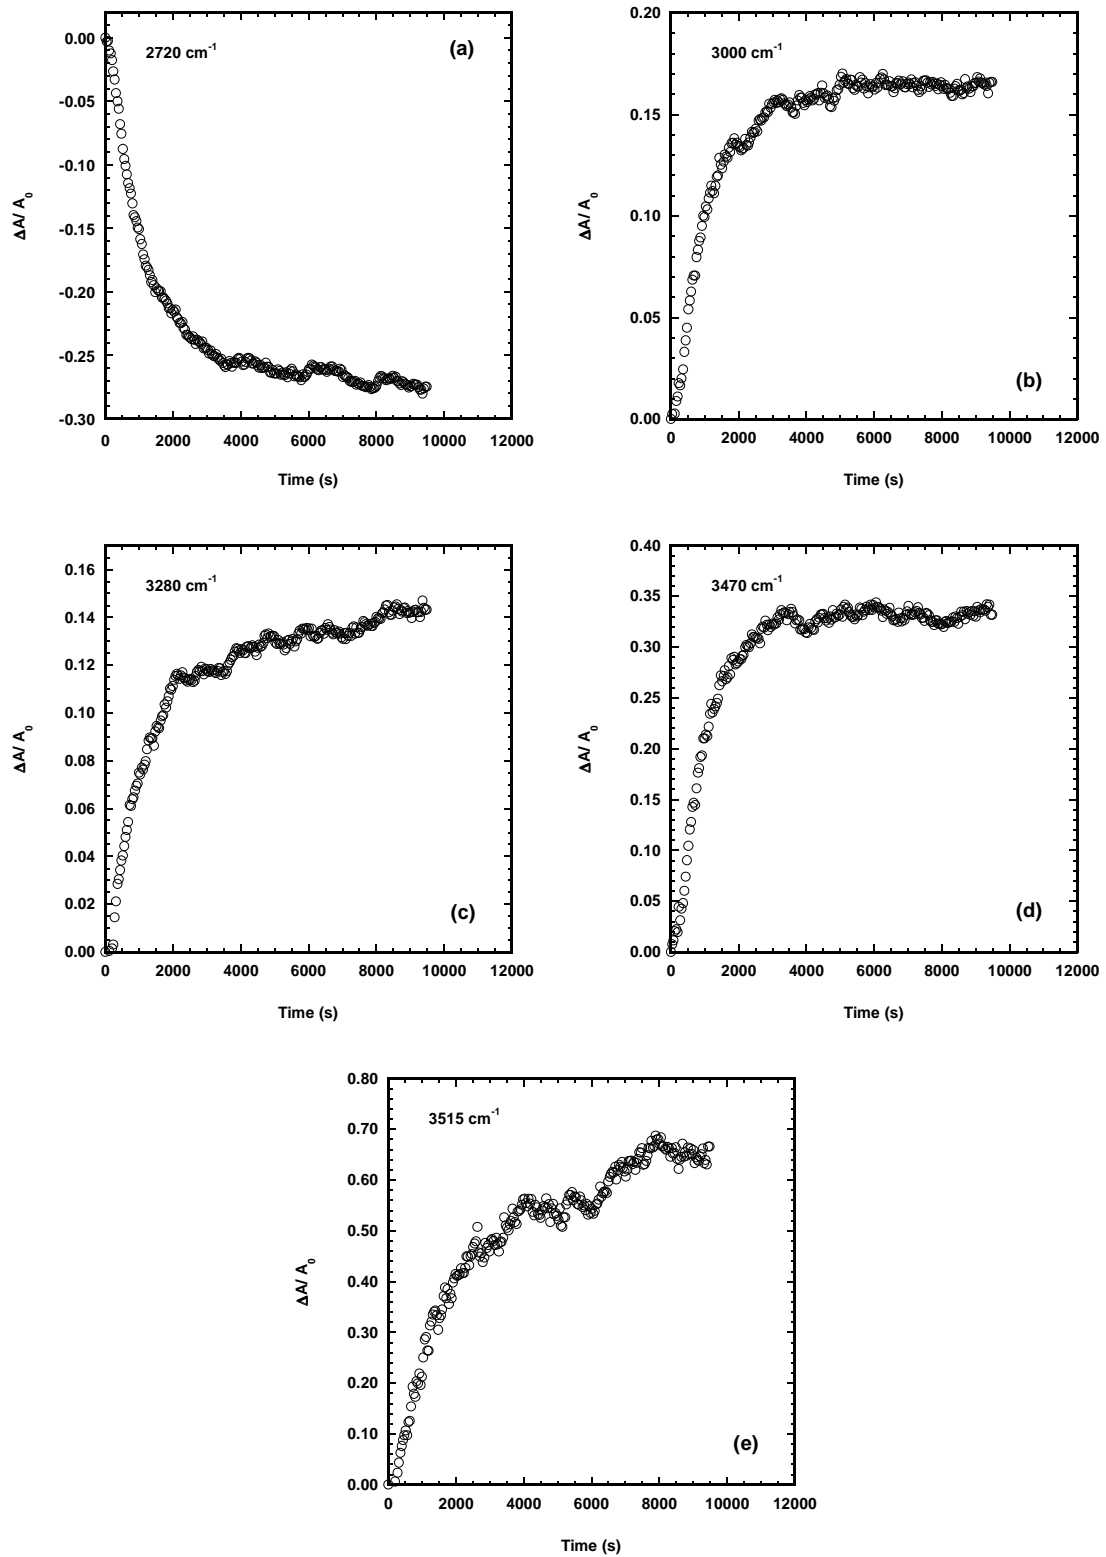 2720 cm-1
(a)
0.00
-0.05
-0.10
-0.15
-0.20
-0.25
-0.30
ΔA/ A0
0 2000 4000 6000 8000 10000 12000
Time (s)
3000 cm-1
(b)
0.20
0.15
0.10
0.05
0.00
ΔA/ A0
0 2000 4000 6000 8000 10000 12000
Time (s)
3280 cm-1
(c)
0.16
0.14
0.12
0.10
0.08
0.06
0.04
0.02
0.00
ΔA/ A0
0 2000 4000 6000 8000 10000 12000
Time (s)
3470 cm-1
(d)
0.40
0.35
0.30
0.25
0.20
0.15
0.10
0.05
0.00
ΔA/ A0
0 2000 4000 6000 8000 10000 12000
Time (s)
3515 cm-1
(e)
0.80
0.70
0.60
0.50
0.40
0.30
0.20
0.10
0.00
ΔA/ A0
0 2000 4000 6000 8000 10000 12000
Time (s)